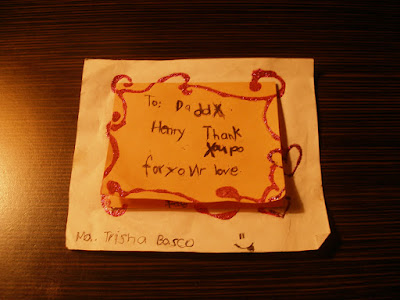 To: Daddy
Henry Thank
You po
for yoUr love
Ma. Trisha Basco